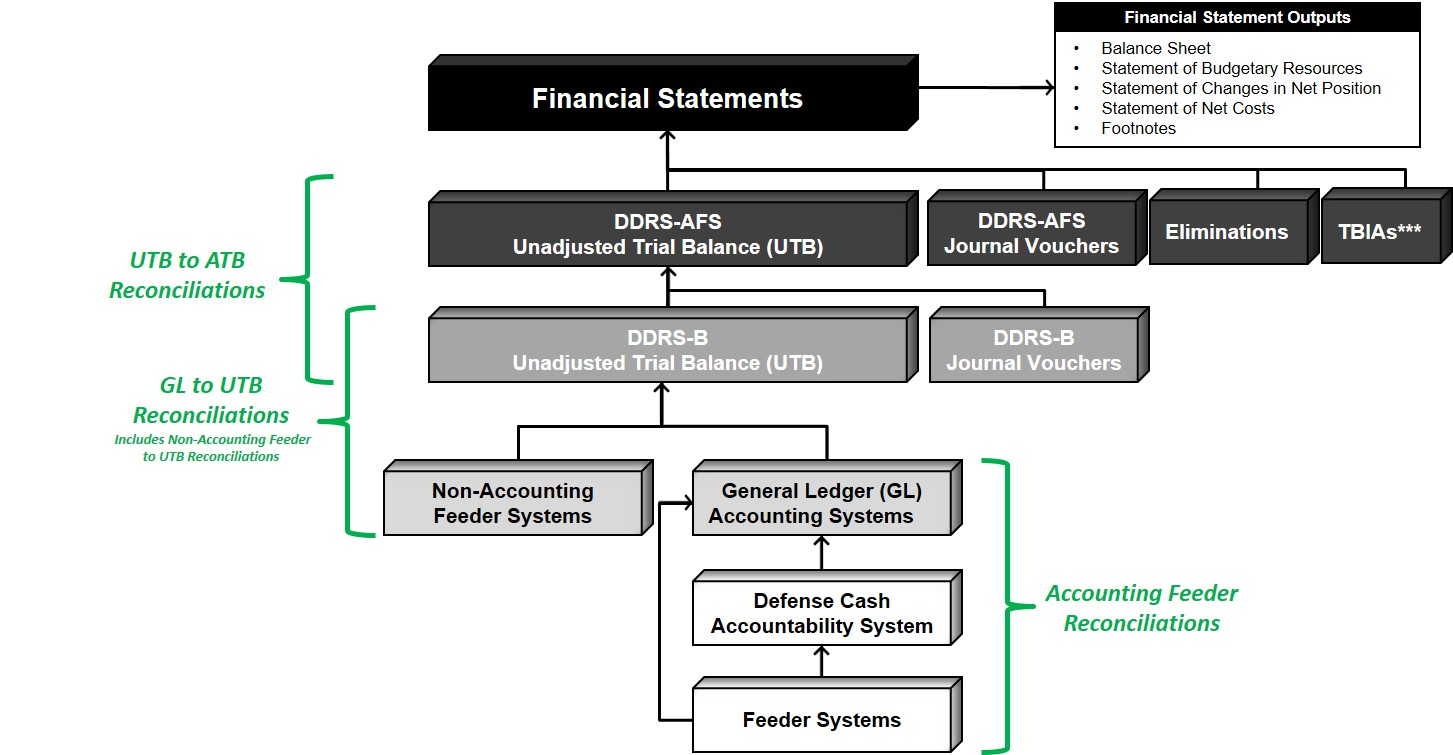 Financial Statement Outputs
• Balance Sheet
• Statement of Budgetary Resources
• Statement of Changes in Net Position
• Statement of Net Costs
• Footnotes
Financial Statements
DDRS-AFS
Unadjusted Trial Balance (UTB)
DDRS-AFS
Journal Vouchers
Eliminations
TBIAs***
UTB to ATB
Reconciliations
DDRS-B
Unadjusted Trial Balance (UTB)
DDRS-B
Journal Vouchers
GL to UTB
Reconciliations
Includes Non-Accounting Feeder
to UTB Reconciliations
Non-Accounting
Feeder Systems
General Ledger (GL)
Accounting Systems
Defense Cash
Accountability System
Accounting Feeder
Reconciliations
Feeder Systems